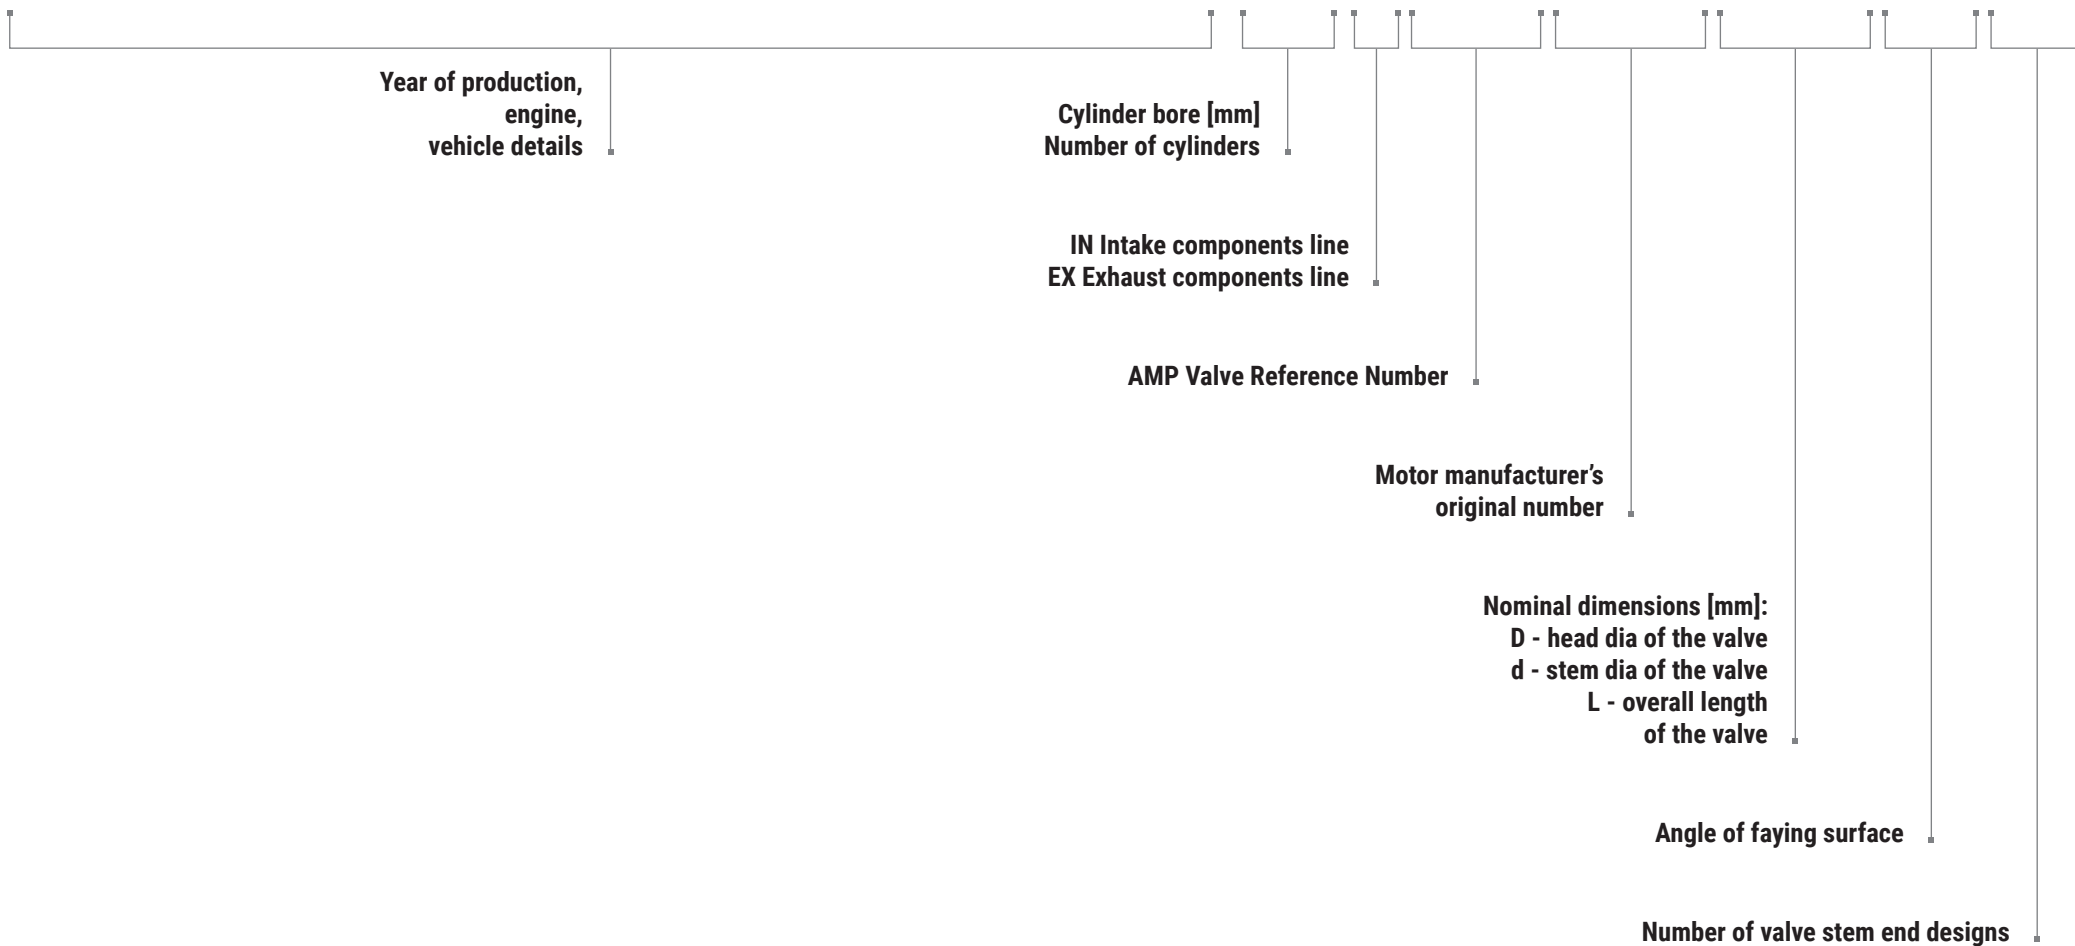 Year of production,
engine,
vehicle details
Cylinder bore [mm]
Number of cylinders
IN Intake components line
EX Exhaust components line
AMP Valve Reference Number
Motor manufacturer’s
original number
Nominal dimensions [mm]:
D - head dia of the valve
d - stem dia of the valve
L - overall length
of the valve
Angle of faying surface
Number of valve stem end designs